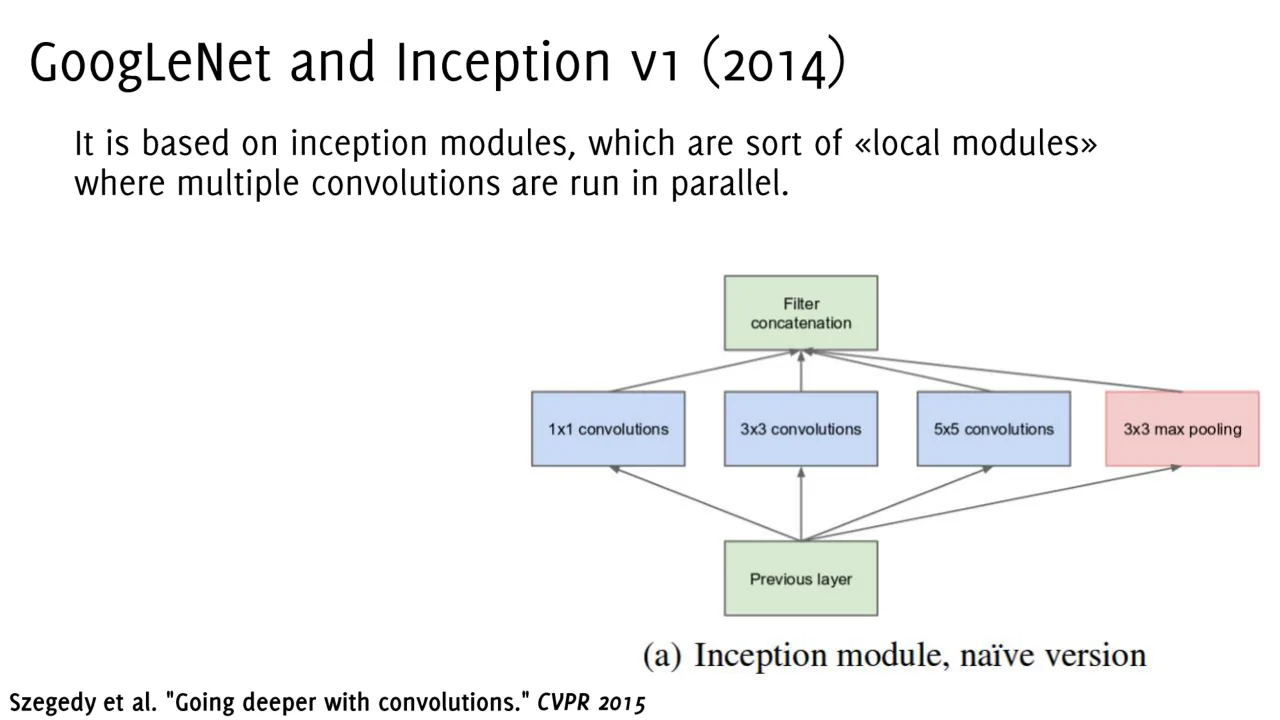 GoogLeNet and Inception v1 (2014)
It is based on inception modules, which are sort of «local modules»
where multiple convolutions are run in parallel.
Filter
concatenation
1x1 convolutions
3x3 convolutions
5x5 convolutions
3x3 max pooling
Previous layer
(a) Inception module, naïve version
Szegedy et al. "Going deeper with convolutions." CVPR 2015